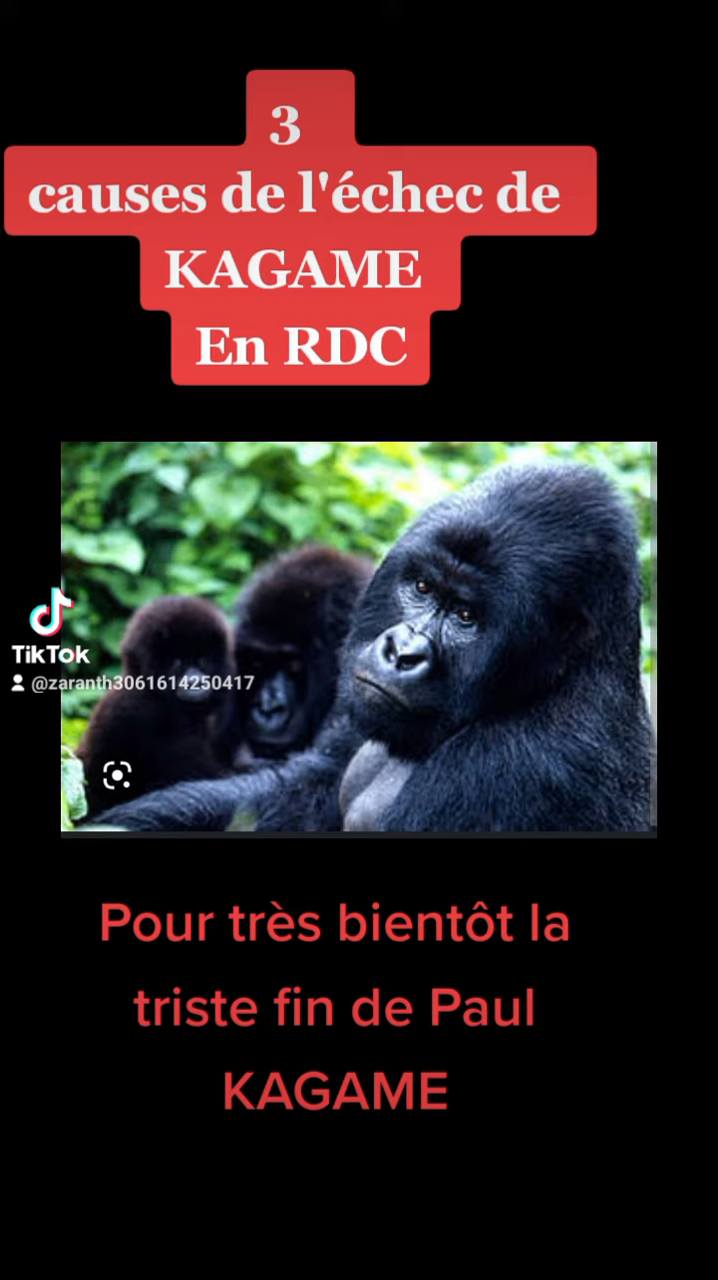 3
causes de l'échec de
KAGAME
En RDC
TikTok
@zaranth3061614250417
Pour très bientôt la
triste fin de Paul
KAGAME